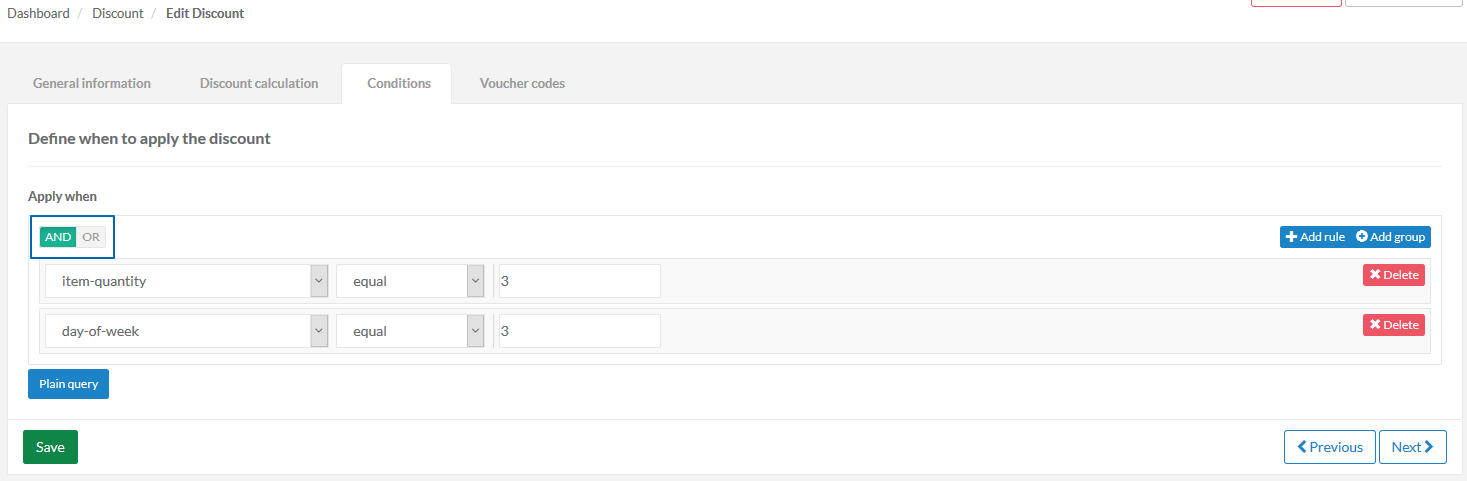 Dashboard / Discount / Edit Discount
General information Discount calculation Conditions Voucher codes
Define when to apply the discount
Apply when
AND OR Add rule Add group
item-quantity equal 3 Delete
day-of-week equal 3 Delete
Plain query
Save Previous Next